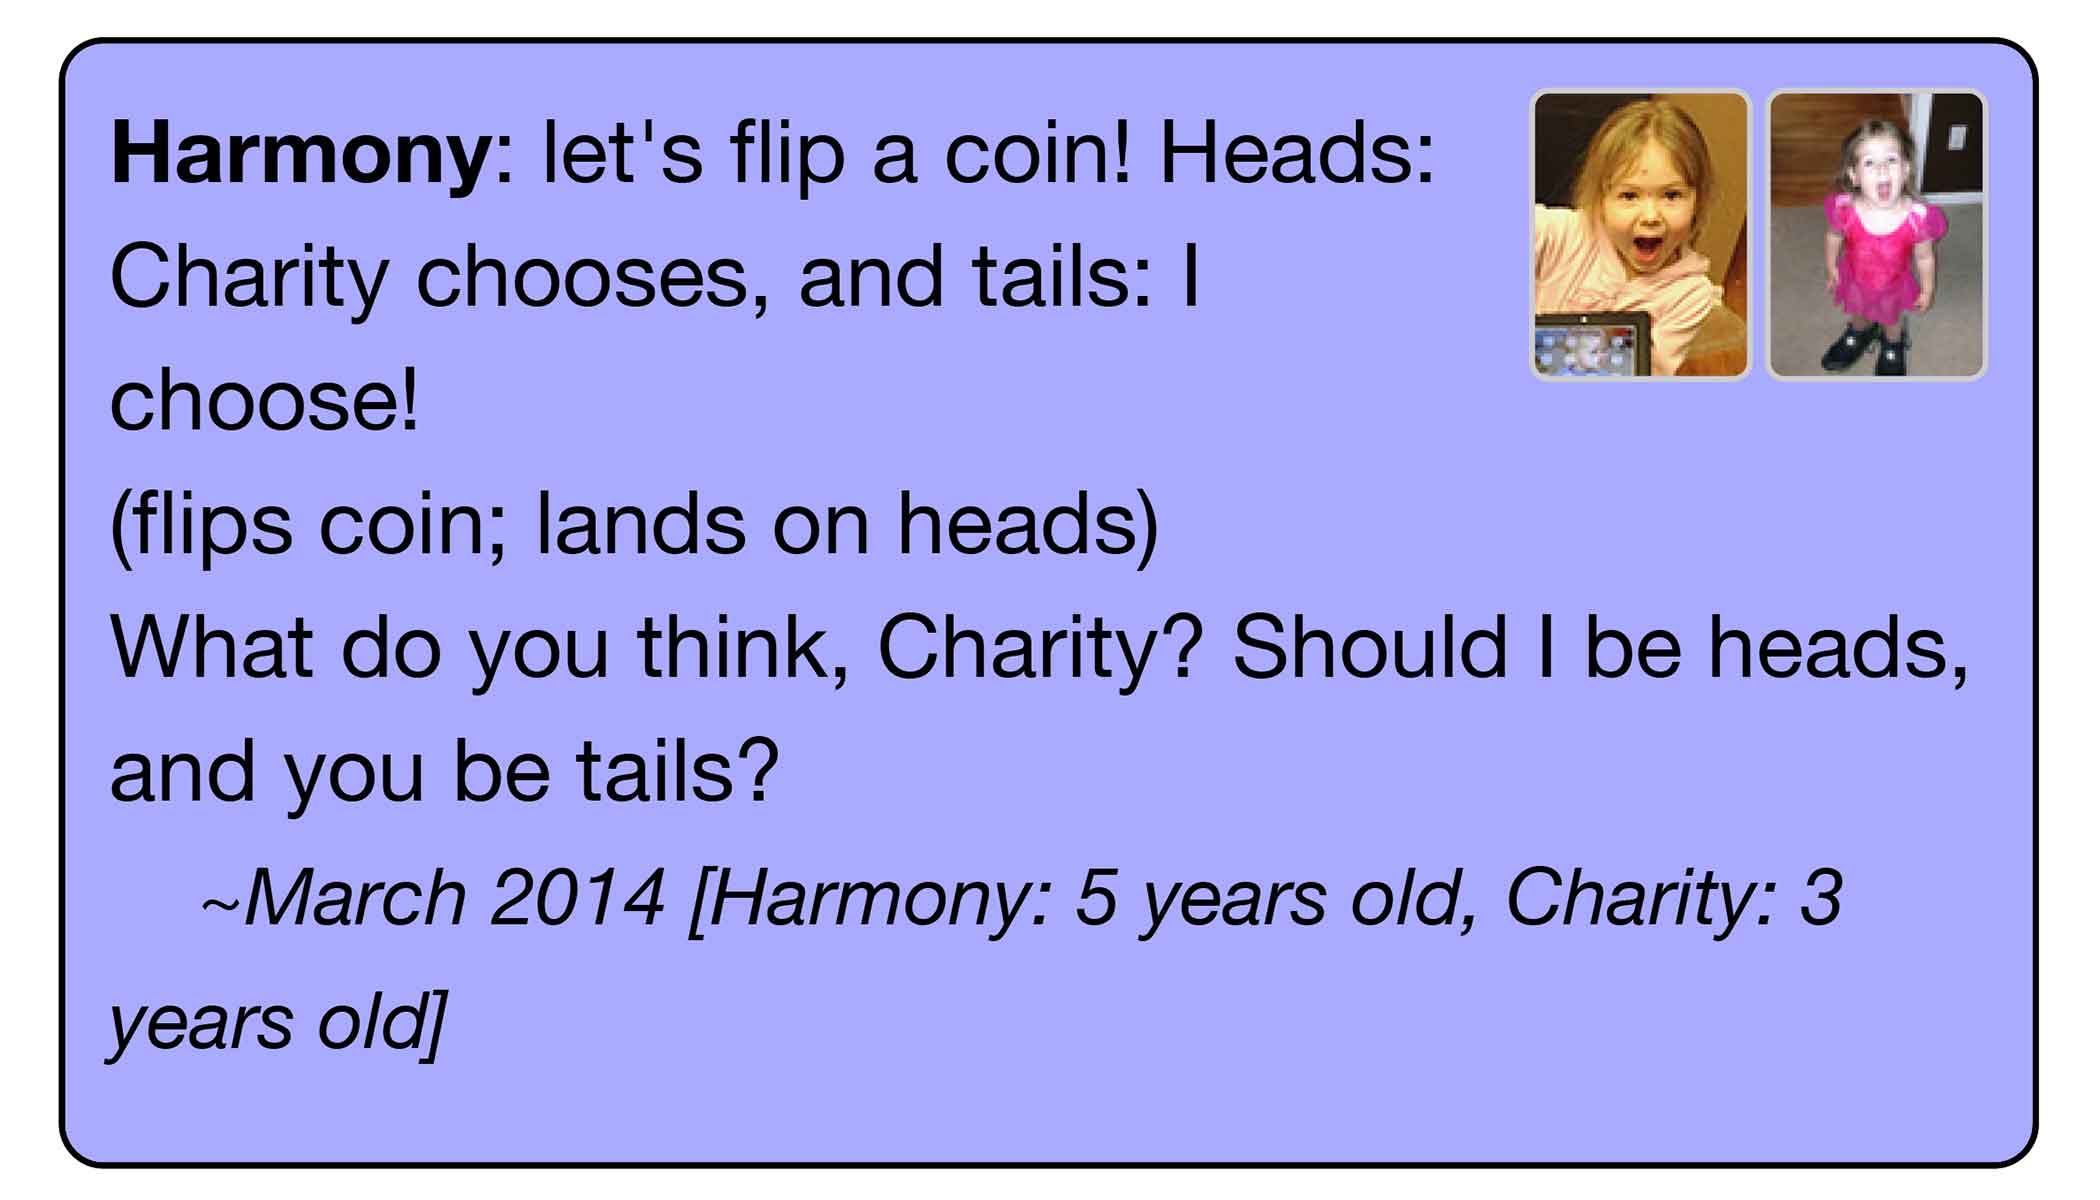 Harmony: let's flip a coin! Heads:
Charity chooses, and tails: I
choose!
(flips coin; lands on heads)
What do you think, Charity? Should I be heads,
and you be tails?
~March 2014 [Harmony: 5 years old, Charity: 3
years old]